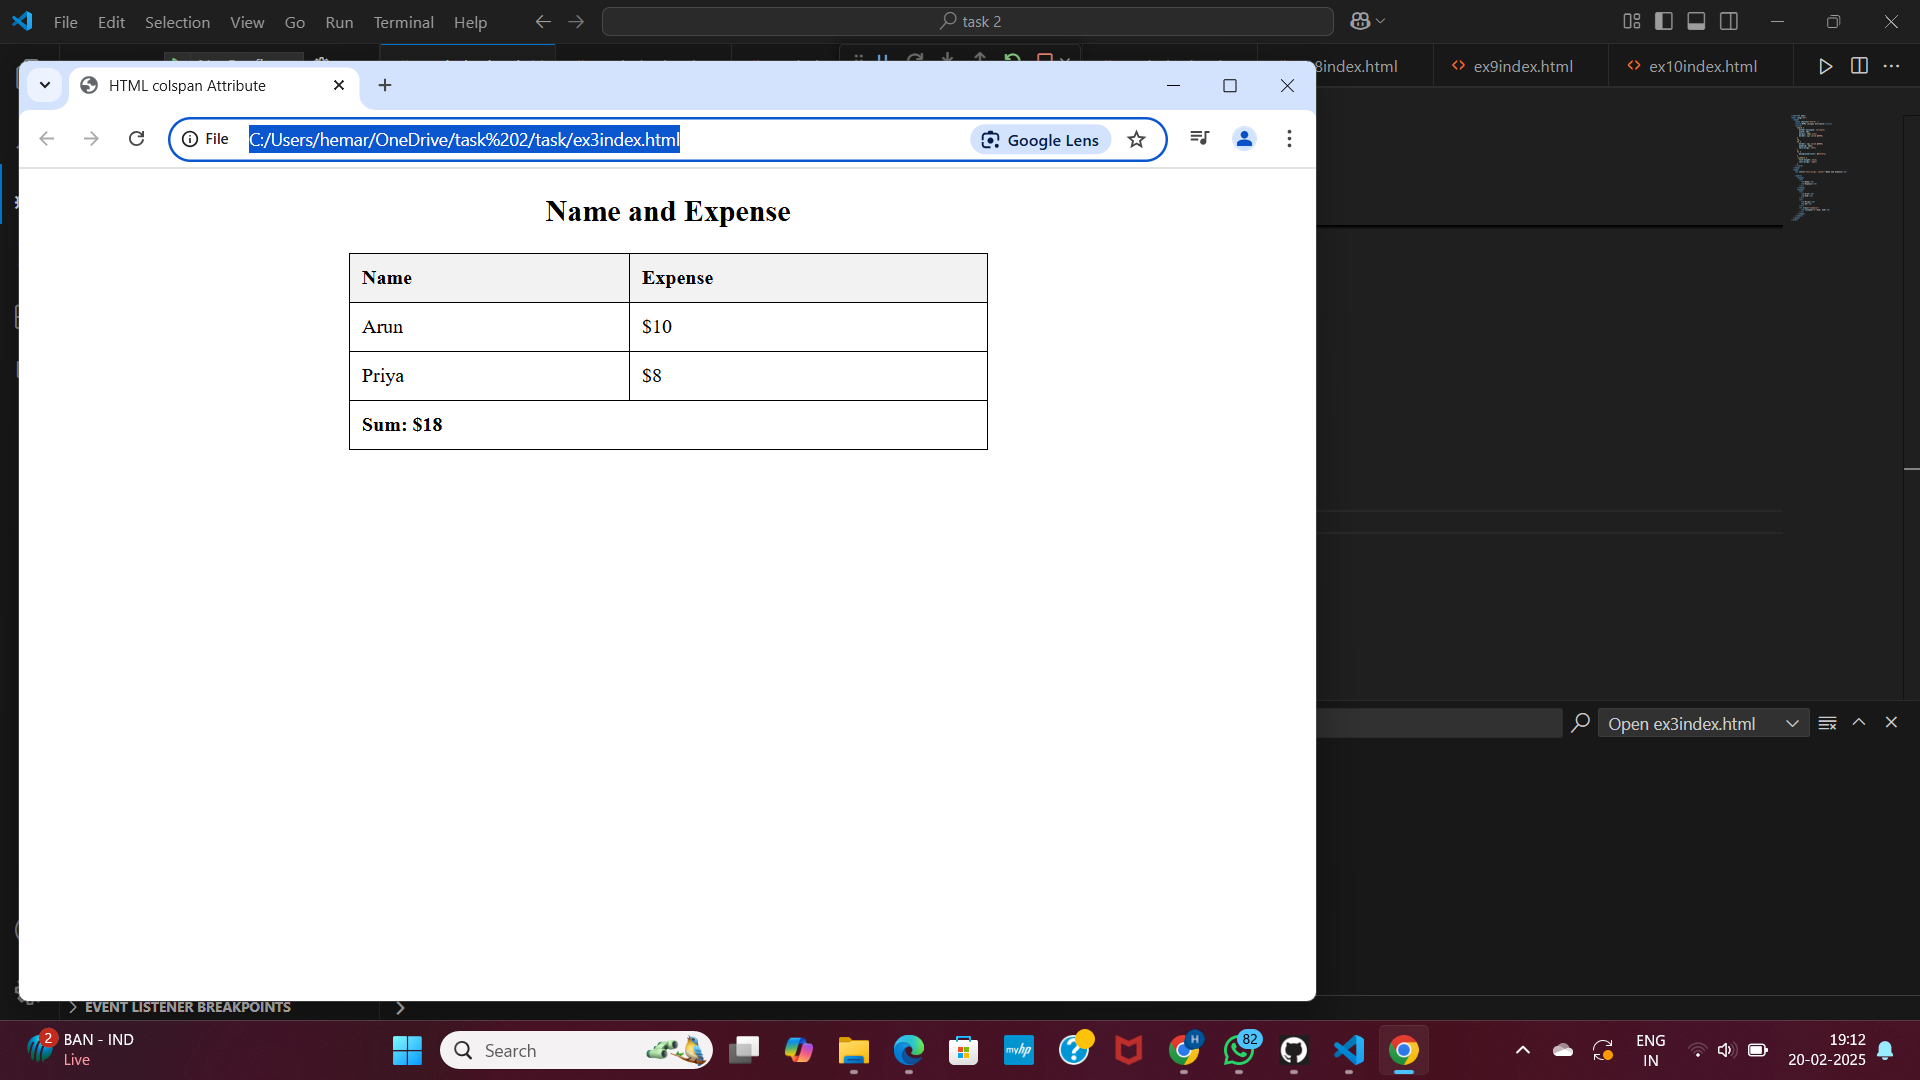 File Edit Selection View Go Run Terminal Help
task 2
8index.html
ex9index.html
ex10index.html
HTML colspan Attribute
File C:/Users/hemar/OneDrive/task%202/task/ex3index.html
Google Lens
Name and Expense
Name Expense
Arun $10
Priya $8
Sum: $18
Open ex3index.html
EVENT LISTENER BREAKPOINTS
2
BAN - IND
Live
Search
myhp
H
82
ENG
IN
19:12
20-02-2025